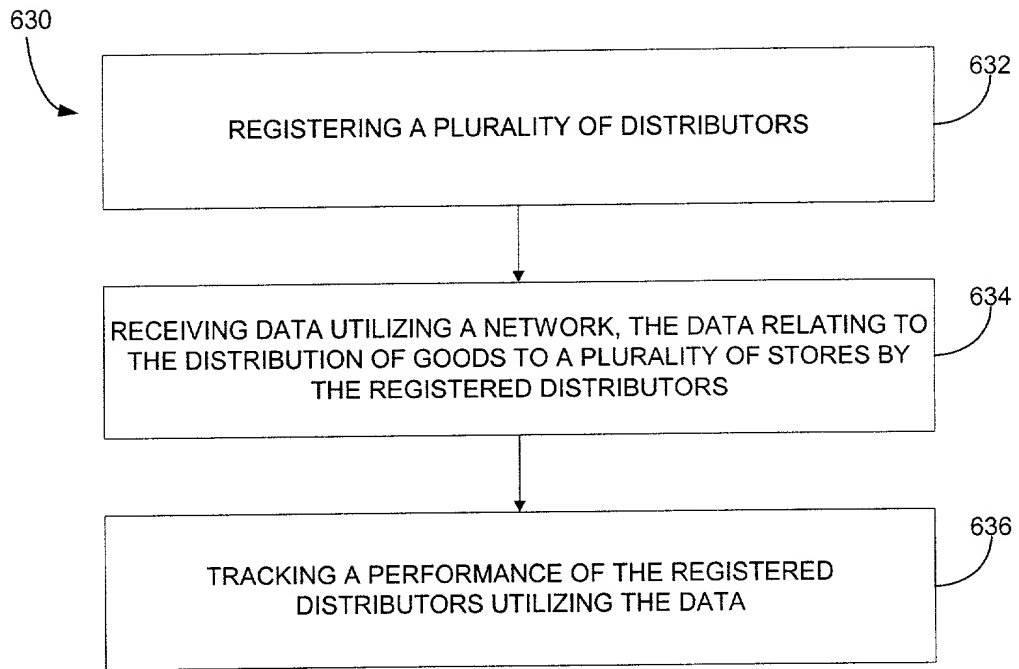 630
632
REGISTERING A PLURALITY OF DISTRIBUTORS
634
RECEIVING DATA UTILIZING A NETWORK, THE DATA RELATING TO
THE DISTRIBUTION OF GOODS TO A PLURALITY OF STORES BY
THE REGISTERED DISTRIBUTORS
636
TRACKING A PERFORMANCE OF THE REGISTERED
DISTRIBUTORS UTILIZING THE DATA